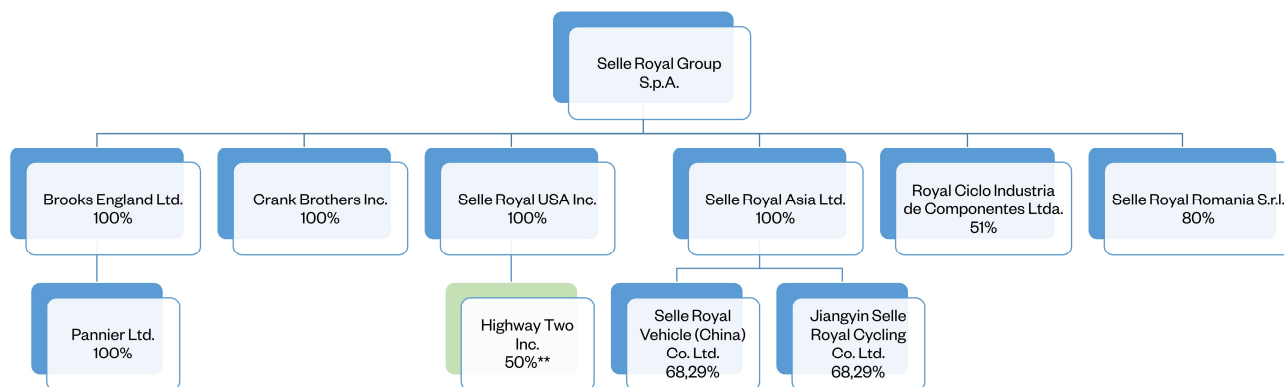 Selle Royal Group
S.p.A.
Brooks England Ltd.
100%
Crank Brothers Inc.
100%
Selle Royal USA Inc.
100%
Selle Royal Asia Ltd.
100%
Royal Ciclo Industria
de Componentes Ltda.
51%
Selle Royal Romania S.r.l.
80%
Pannier Ltd.
100%
Highway Two
Inc.
50%**
Selle Royal
Vehicle (China)
Co. Ltd.
68,29%
Jiangyin Selle
Royal Cycling
Co. Ltd.
68,29%